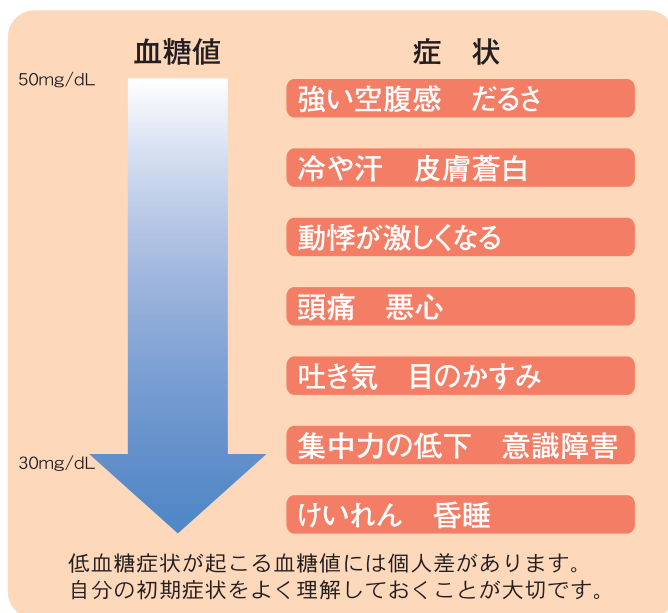 血糖値
症　状
50mg/dL
強い空腹感　だるさ
冷や汗　皮膚蒼白
動悸が激しくなる
頭痛　悪心
吐き気　目のかすみ
30mg/dL
集中力の低下　意識障害
けいれん　昏睡
低血糖症状が起こる血糖値には個人差があります。
自分の初期症状をよく理解しておくことが大切です。